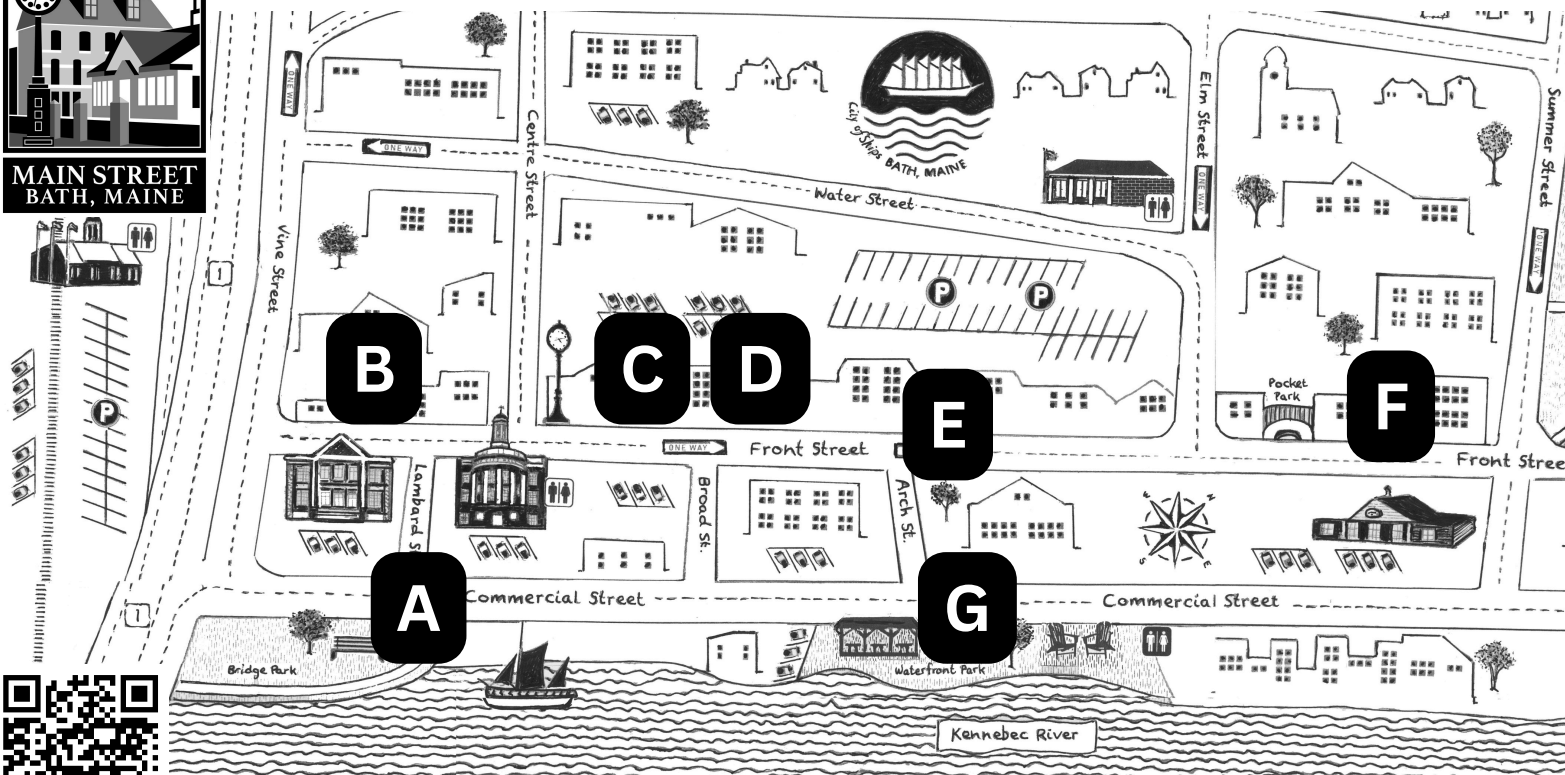 MAIN STREET
BATH, MAINE
ONE WAY
ONE WAY
Centre Street
City of Ships BATH, MAINE
Water Street
Elm Street
ONE WAY
Summer Street
ONE WAY
Vine Street
1
P
P
P
B
C
D
E
F
Pocket
Park
ONE WAY
Front Street
Front Stree
Lambard S
Broad St.
Arch St.
N
E
S
W
A
G
1
Commercial Street
Commercial Street
Bridge Park
Waterfront Park
Kennebec River